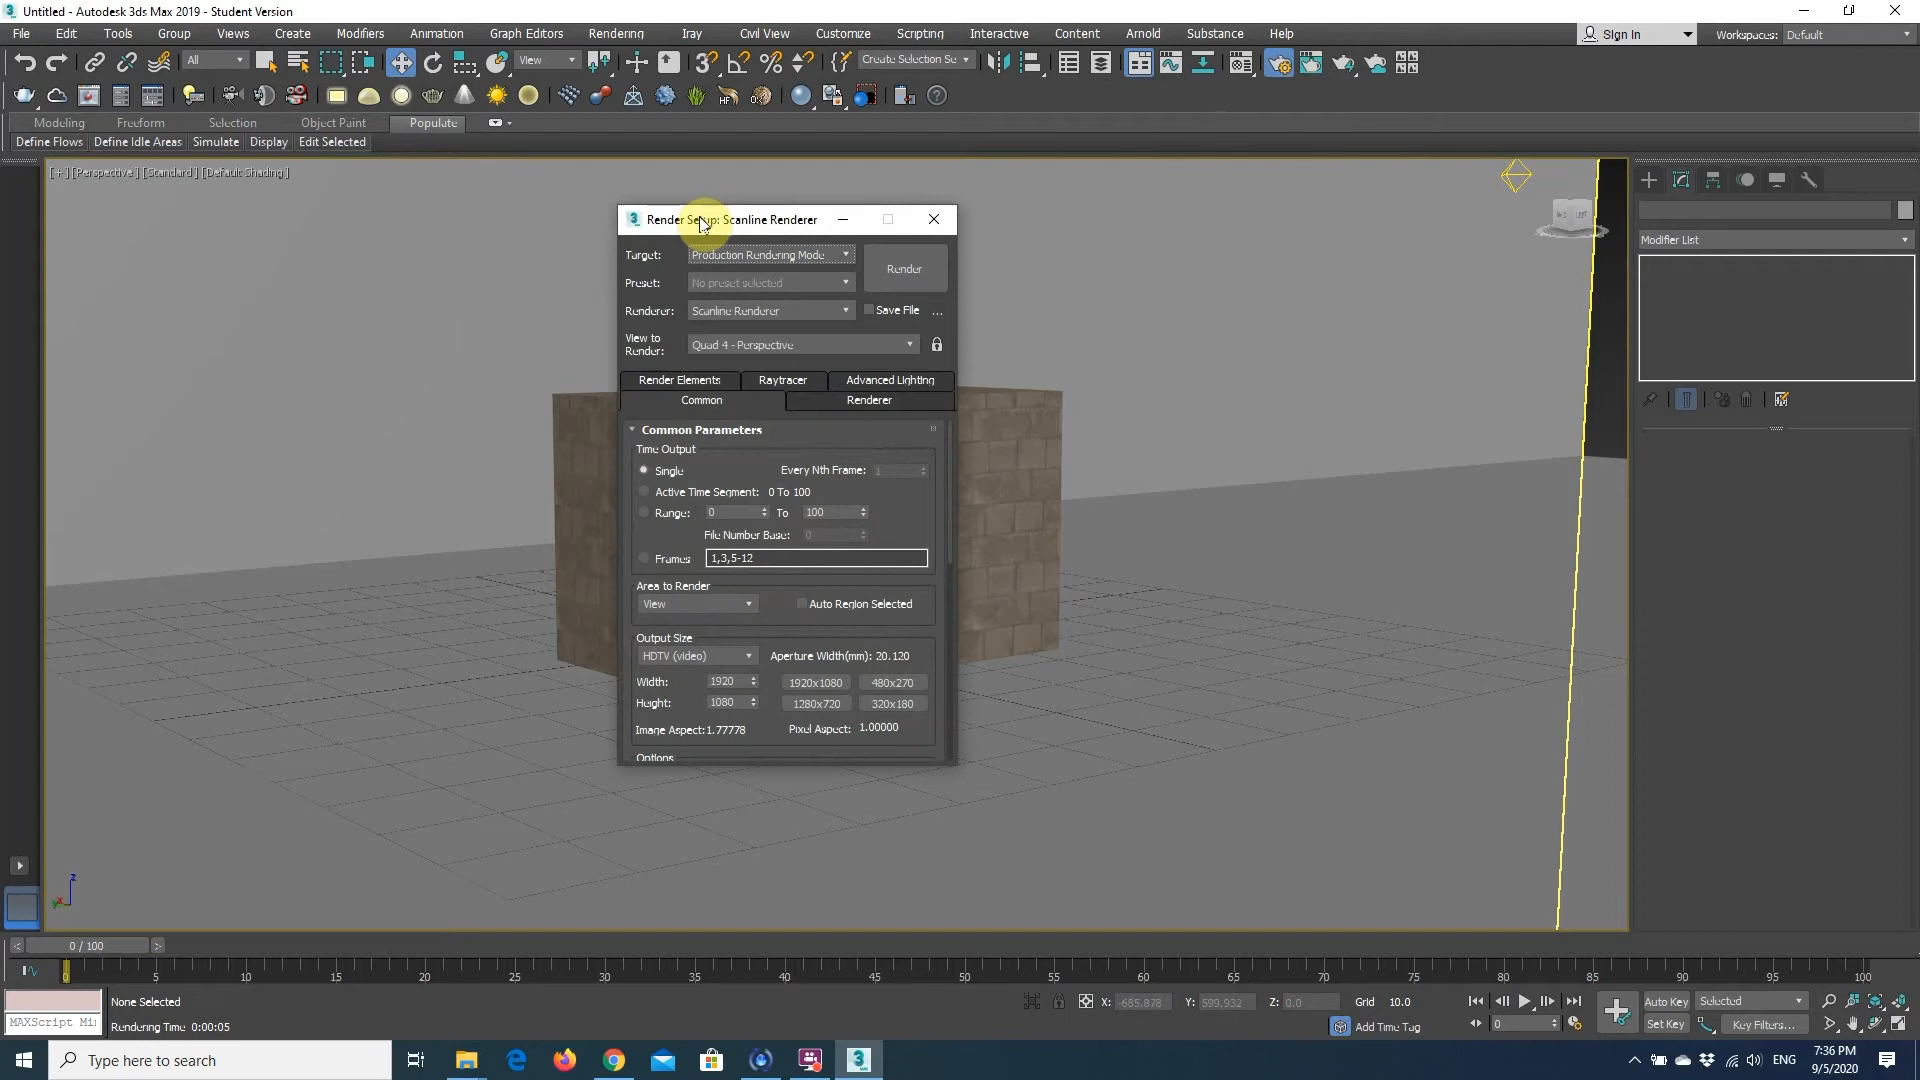 Untitled - Autodesk 3ds Max 2019 - Student Version
File Edit Tools Group Views Create Modifiers Animation Graph Editors Rendering Iray Civil View Customize Scripting Interactive Content Arnold Substance Help Sign In Workspaces: Default
All View Create Selection Se
Modeling Freeform Selection Object Paint Populate
Define Flows Define Idle Areas Simulate Display Edit Selected
[+][Perspective][Standard][Default Shading]
Render Setup: Scanline Renderer
Target: Production Rendering Mode
Render
Preset: No preset selected
Renderer: Scanline Renderer Save File ...
View to Render: Quad 4 - Perspective
Render Elements Raytracer Advanced Lighting
Common Renderer
Common Parameters
Time Output
Single Every Nth Frame: 1
Active Time Segment: 0 To 100
Range: 0 To 100
File Number Base: 0
Frames 1,3,5-12
Area to Render
View Auto Region Selected
Output Size
HDTV (video) Aperture Width(mm): 20.120
Width: 1920 1920x1080 480x270
Height: 1080 1280x720 320x180
Image Aspect: 1.77778 Pixel Aspect: 1.00000
Options
Modifier List
z
0 / 100
0 5 10 15 20 25 30 35 40 45 50 55 60 65 70 75 80 85 90 95 100
None Selected X: -685.878 Y: 599.932 Z: 0.0 Grid 10.0 Auto Key Selected
MAXScript Mi Rendering Time 0:00:05 Add Time Tag 0 Set Key Key Filters...
Type here to search ENG 7:36 PM
9/5/2020